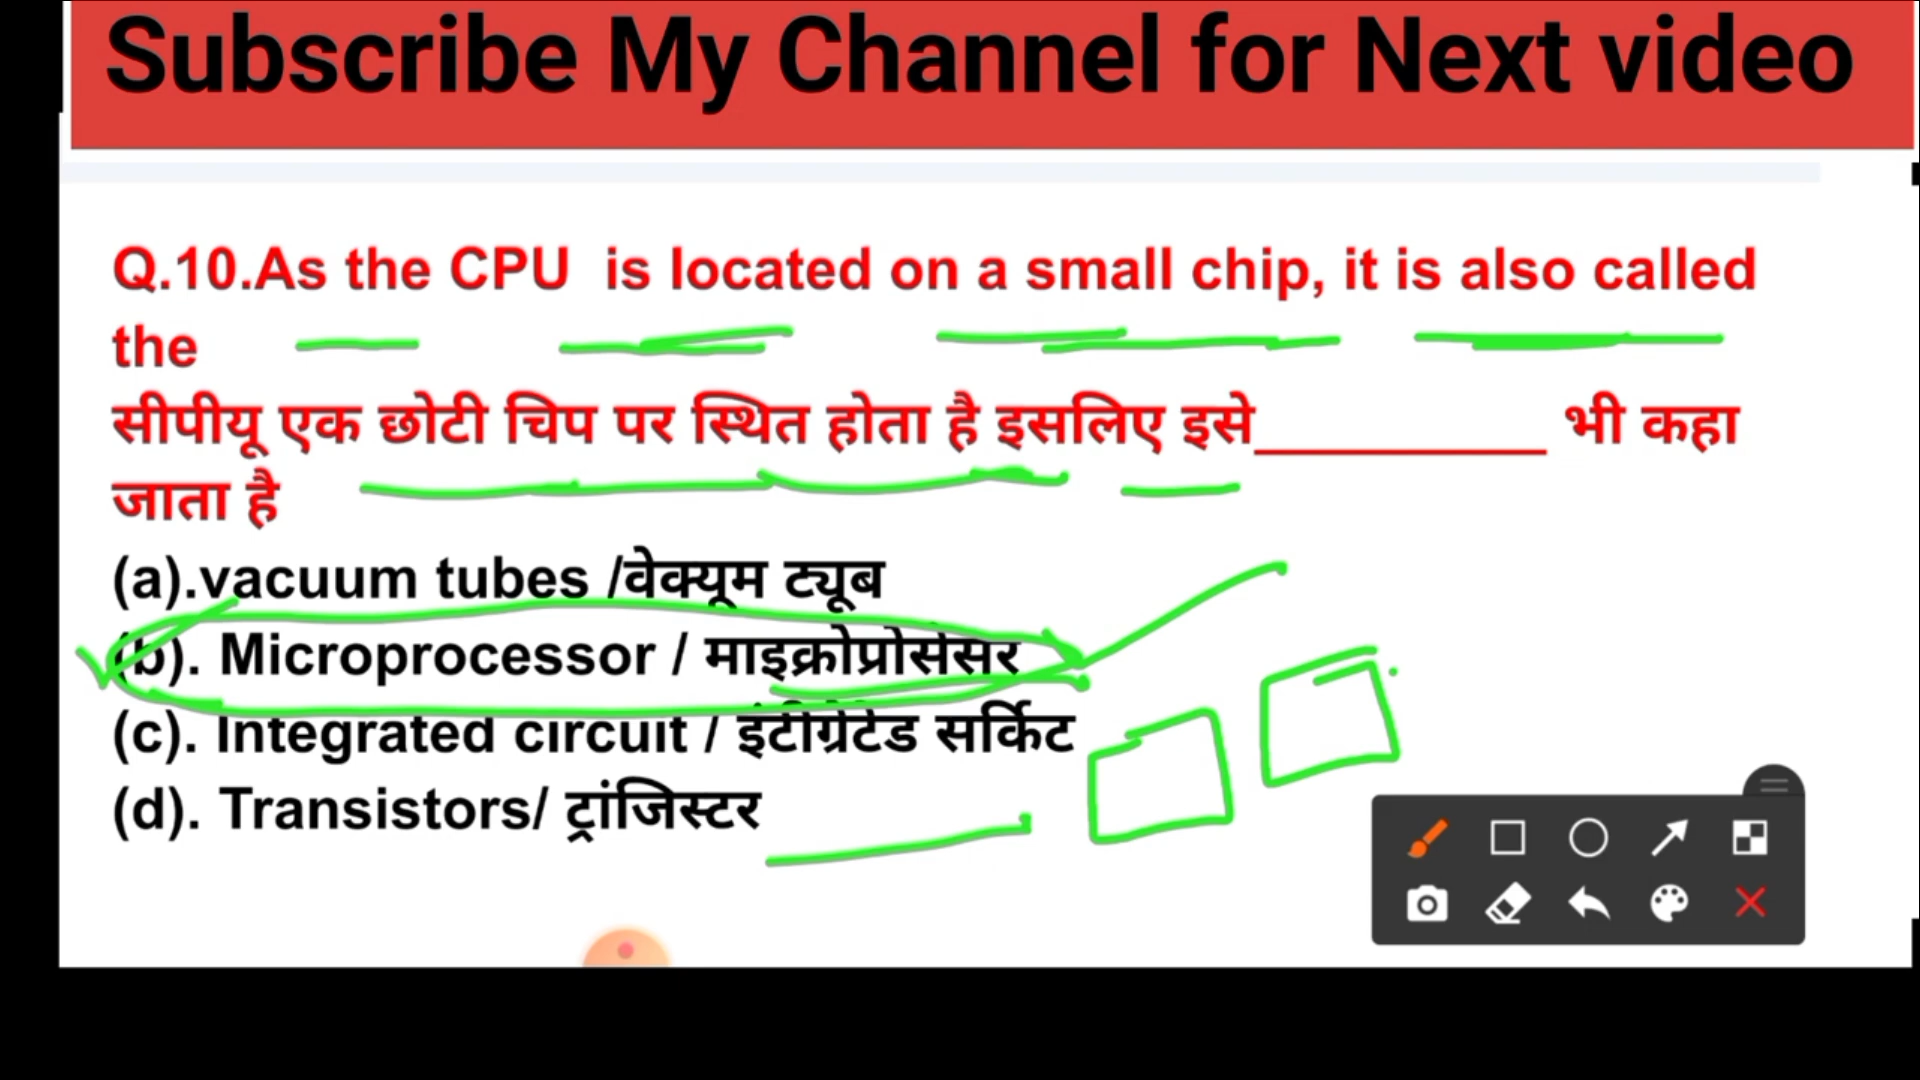 Subscribe My Channel for Next video
Q.10.As the CPU is located on a small chip, it is also called
the
सीपीयू एक छोटी चिप पर स्थित होता है इसलिए इसे__________ भी कहा
जाता है
(a).vacuum tubes /वेक्यूम ट्यूब
(b). Microprocessor / माइक्रोप्रोसेसर
(c). Integrated circuit / इंटीग्रेटेड सर्किट
(d). Transistors/ ट्रांजिस्टर